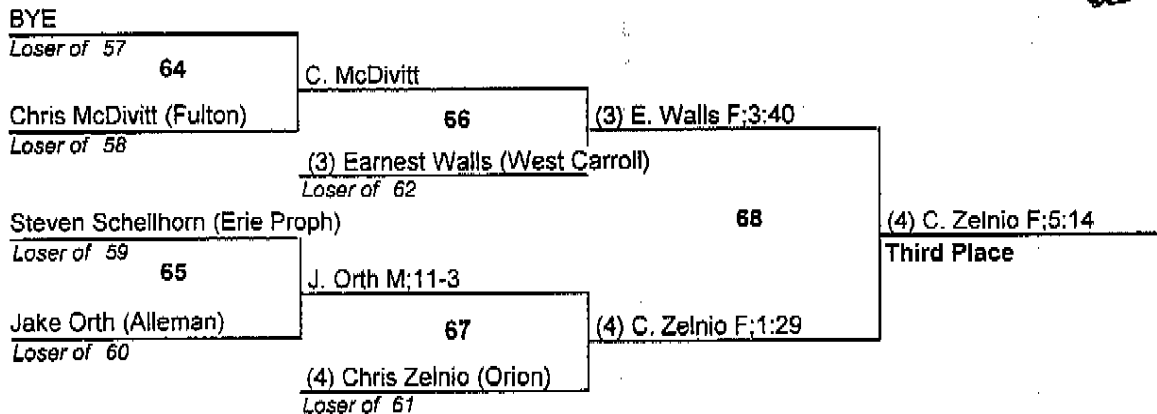 BYE
Loser of 57
64
C. McDivitt
Chris McDivitt (Fulton)
Loser of 58
66
(3) E. Walls F;3:40
(3) Earnest Walls (West Carroll)
Loser of 62
Steven Schellhorn (Erie Proph)
Loser of 59
68
(4) C. Zelnio F;5:14
Third Place
65
J. Orth M;11-3
Jake Orth (Alleman)
Loser of 60
67
(4) C. Zelnio F;1:29
(4) Chris Zelnio (Orion)
Loser of 61